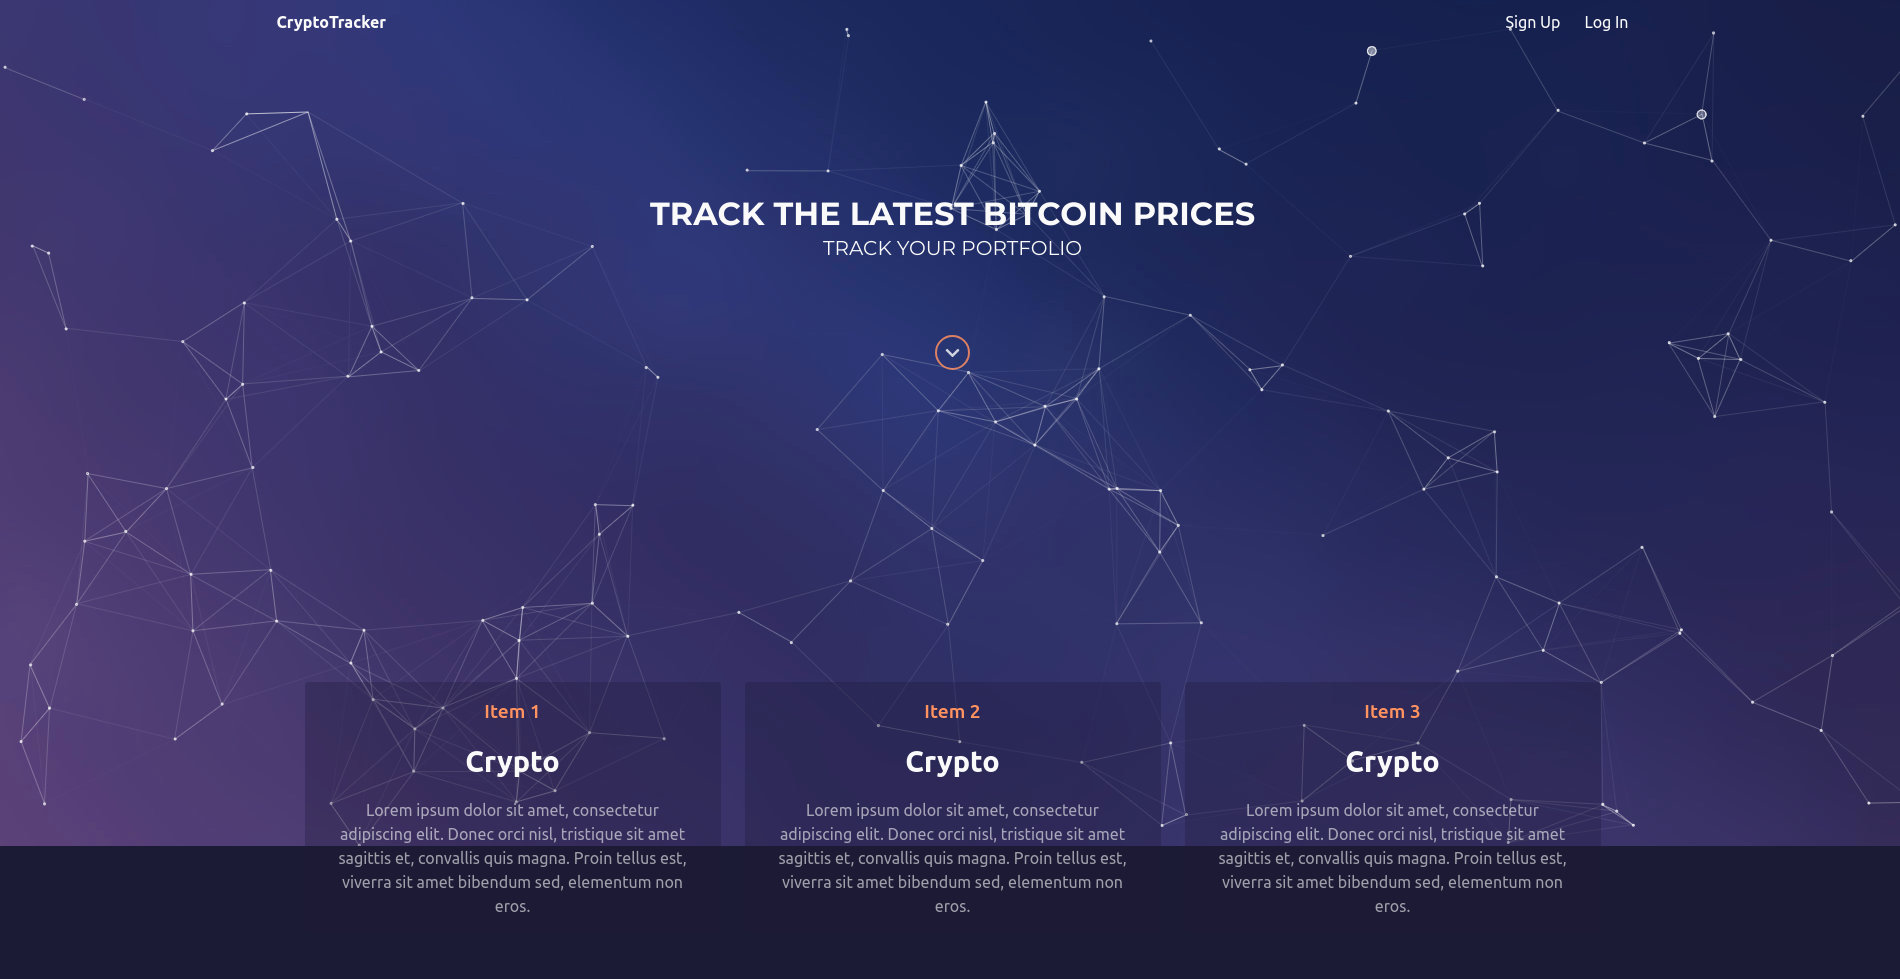 CryptoTracker
Sign Up
Log In
TRACK THE LATEST BITCOIN PRICES
TRACK YOUR PORTFOLIO
Item 1
Crypto
Lorem ipsum dolor sit amet, consectetur
adipiscing elit. Donec orci nisl, tristique sit amet
sagittis et, convallis quis magna. Proin tellus est,
viverra sit amet bibendum sed, elementum non
eros.
Item 2
Crypto
Lorem ipsum dolor sit amet, consectetur
adipiscing elit. Donec orci nisl, tristique sit amet
sagittis et, convallis quis magna. Proin tellus est,
viverra sit amet bibendum sed, elementum non
eros.
Item 3
Crypto
Lorem ipsum dolor sit amet, consectetur
adipiscing elit. Donec orci nisl, tristique sit amet
sagittis et, convallis quis magna. Proin tellus est,
viverra sit amet bibendum sed, elementum non
eros.